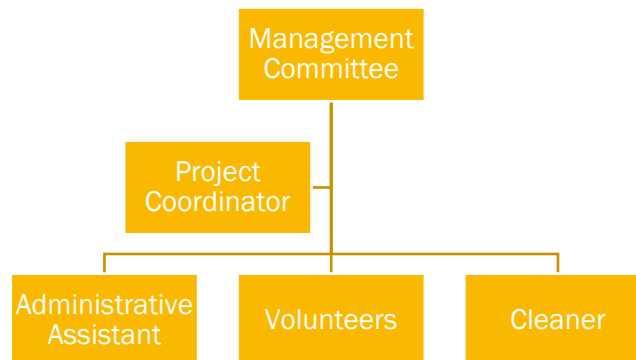 Management
Committee
Project
Coordinator
Administrative
Assistant
Volunteers
Cleaner